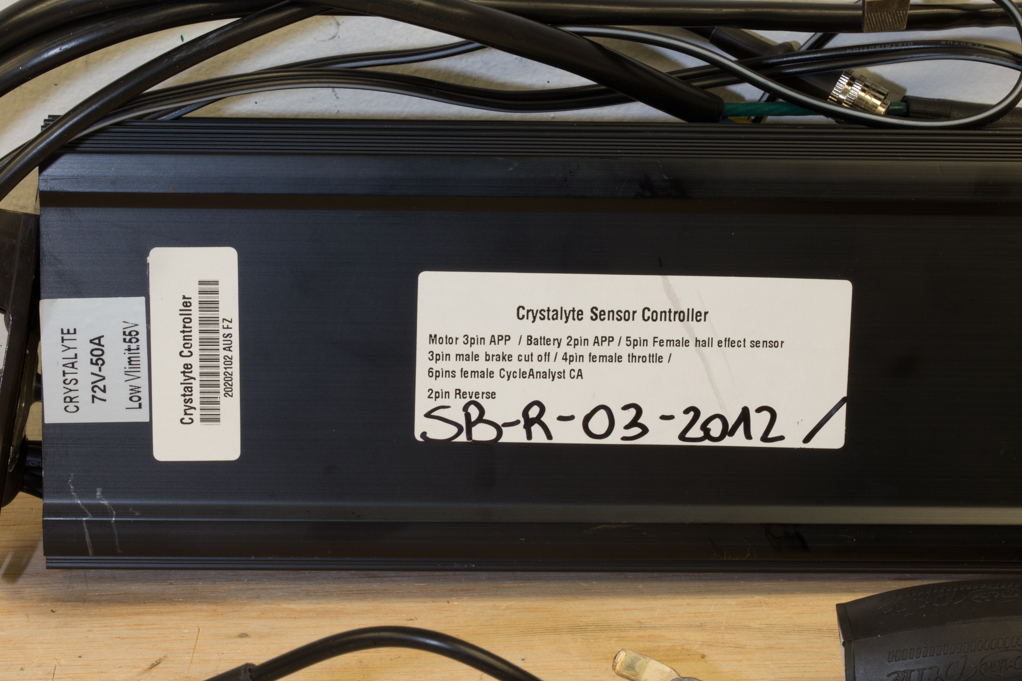 CRYSTALYTE
72V-50A
Low Vlimit:55V
Crystalyte Controller
20202102 AUS FZ
Crystalyte Sensor Controller
Motor 3pin APP / Battery 2pin APP / 5pin Female hall effect sensor
3pin male brake cut off / 4pin female throttle /
6pins female CycleAnalyst CA
2pin Reverse
SB-R-03-2012 /